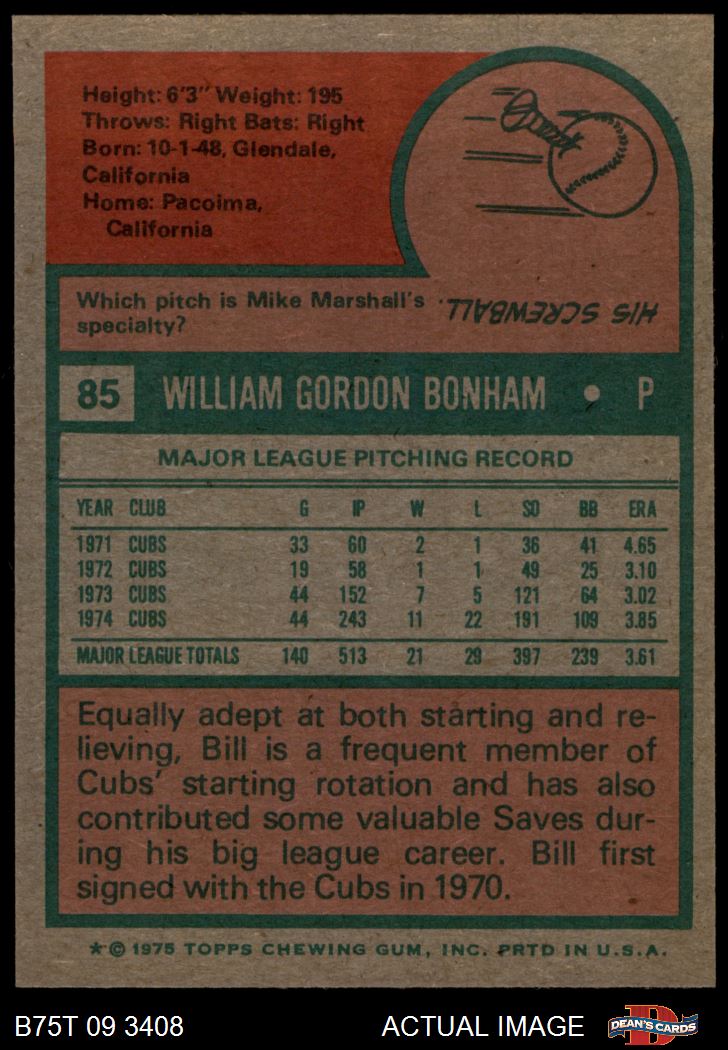 Height: 6'3" Weight: 195
Throws: Right Bats: Right
Born: 10-1-48, Glendale,
California
Home: Pacoima,
California
Which pitch is Mike Marshall's
specialty?
HIS SCREWBALL.
85 WILLIAM GORDON BONHAM • P
MAJOR LEAGUE PITCHING RECORD
YEAR CLUB G IP W L SO BB ERA
1971 CUBS 33 60 2 1 36 41 4.65
1972 CUBS 19 58 1 1 49 25 3.10
1973 CUBS 44 152 7 5 121 64 3.02
1974 CUBS 44 243 11 22 191 109 3.85
MAJOR LEAGUE TOTALS 140 513 21 29 397 239 3.61
Equally adept at both starting and re-
lieving, Bill is a frequent member of
Cubs' starting rotation and has also
contributed some valuable Saves dur-
ing his big league career. Bill first
signed with the Cubs in 1970.
*© 1975 TOPPS CHEWING GUM, INC. PRTD IN U.S.A.
B75T 09 3408 ACTUAL IMAGE
D
DEAN'S CARDS